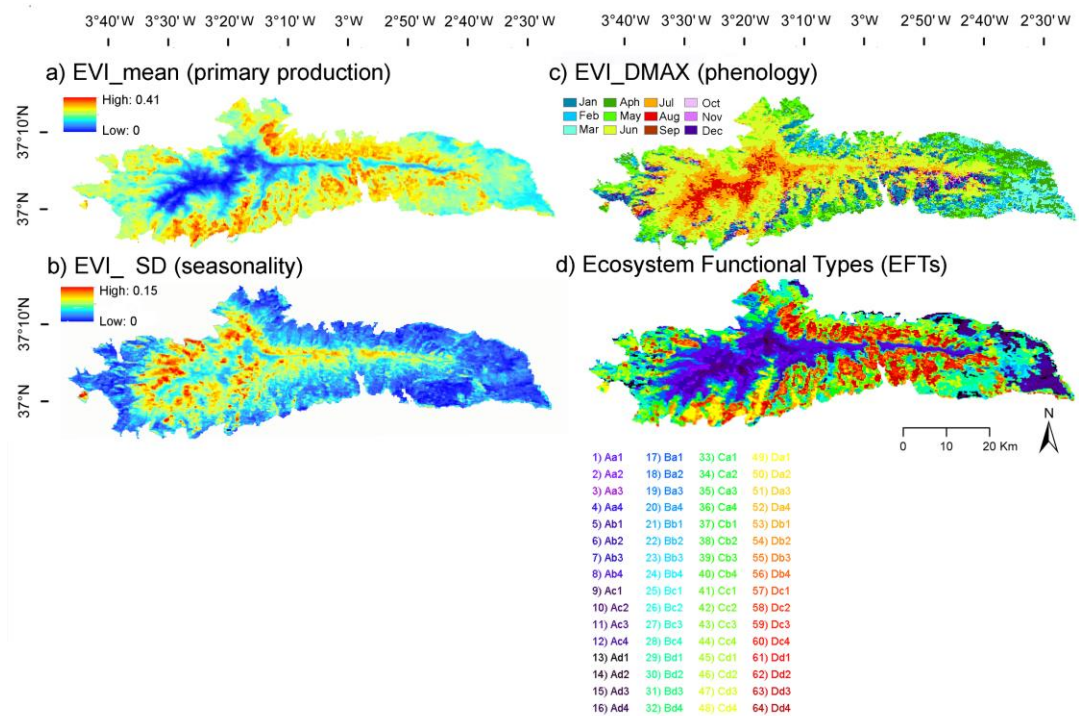 3°40'W 3°30'W 3°20'W 3°10'W 3°W 2°50'W 2°40'W 2°30'W
3°40'W 3°30'W 3°20'W 3°10'W 3°W 2°50'W 2°40'W 2°30'W
a) EVI_mean (primary production)
High: 0.41
Low: 0
37°10'N
37°N
c) EVI_DMAX (phenology)
Jan Aph Jul Oct
Feb May Aug Nov
Mar Jun Sep Dec
b) EVI_ SD (seasonality)
High: 0.15
Low: 0
37°10'N
37°N
d) Ecosystem Functional Types (EFTs)
N
0 10 20 Km
1) Aa1 17) Ba1 33) Ca1 49) Da1
2) Aa2 18) Ba2 34) Ca2 50) Da2
3) Aa3 19) Ba3 35) Ca3 51) Da3
4) Aa4 20) Ba4 36) Ca4 52) Da4
5) Ab1 21) Bb1 37) Cb1 53) Db1
6) Ab2 22) Bb2 38) Cb2 54) Db2
7) Ab3 23) Bb3 39) Cb3 55) Db3
8) Ab4 24) Bb4 40) Cb4 56) Db4
9) Ac1 25) Bc1 41) Cc1 57) Dc1
10) Ac2 26) Bc2 42) Cc2 58) Dc2
11) Ac3 27) Bc3 43) Cc3 59) Dc3
12) Ac4 28) Bc4 44) Cc4 60) Dc4
13) Ad1 29) Bd1 45) Cd1 61) Dd1
14) Ad2 30) Bd2 46) Cd2 62) Dd2
15) Ad3 31) Bd3 47) Cd3 63) Dd3
16) Ad4 32) Bd4 48) Cd4 64) Dd4